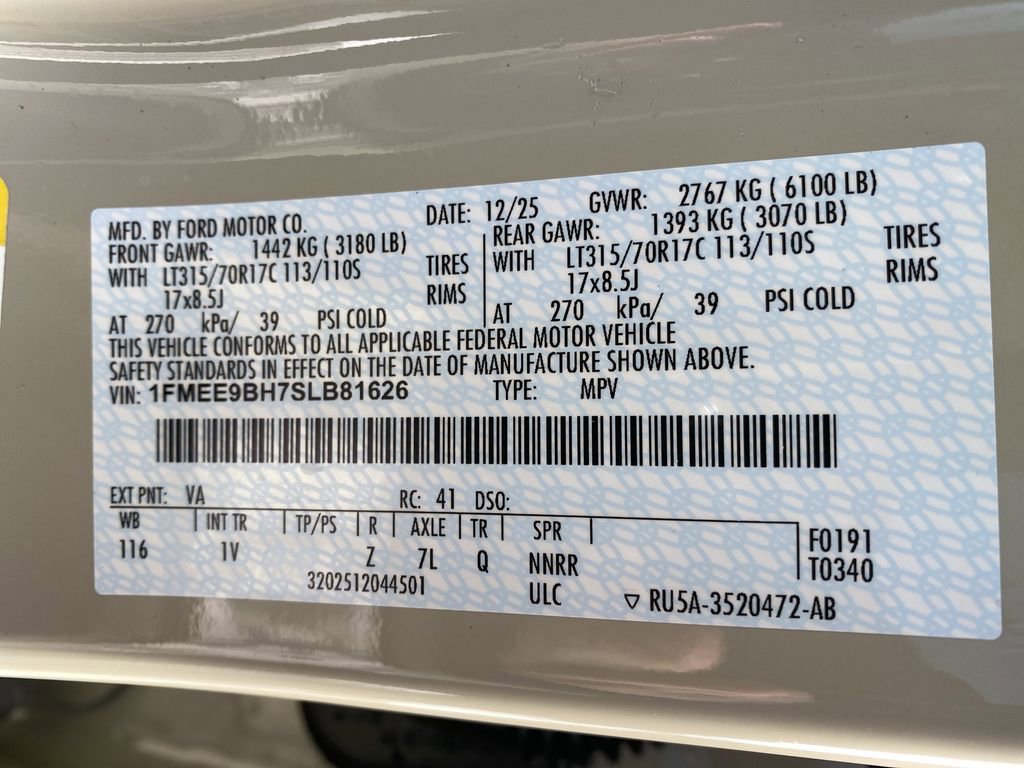 MFD. BY FORD MOTOR CO. DATE: 12/25 GVWR: 2767 KG ( 6100 LB)
FRONT GAWR: 1442 KG ( 3180 LB) REAR GAWR: 1393 KG ( 3070 LB)
WITH LT315/70R17C 113/110S TIRES WITH LT315/70R17C 113/110S TIRES
17x8.5J RIMS 17x8.5J RIMS
AT 270 kPa/ 39 PSI COLD AT 270 kPa/ 39 PSI COLD
THIS VEHICLE CONFORMS TO ALL APPLICABLE FEDERAL MOTOR VEHICLE
SAFETY STANDARDS IN EFFECT ON THE DATE OF MANUFACTURE SHOWN ABOVE.
VIN: 1FMEE9BH7SLB81626 TYPE: MPV
EXT PNT: VA RC: 41 DSO:
WB INT TR TP/PS R AXLE TR SPR F0191
116 1V Z 7L Q NNRR T0340
3202512044501 ULC ▽ RU5A-3520472-AB